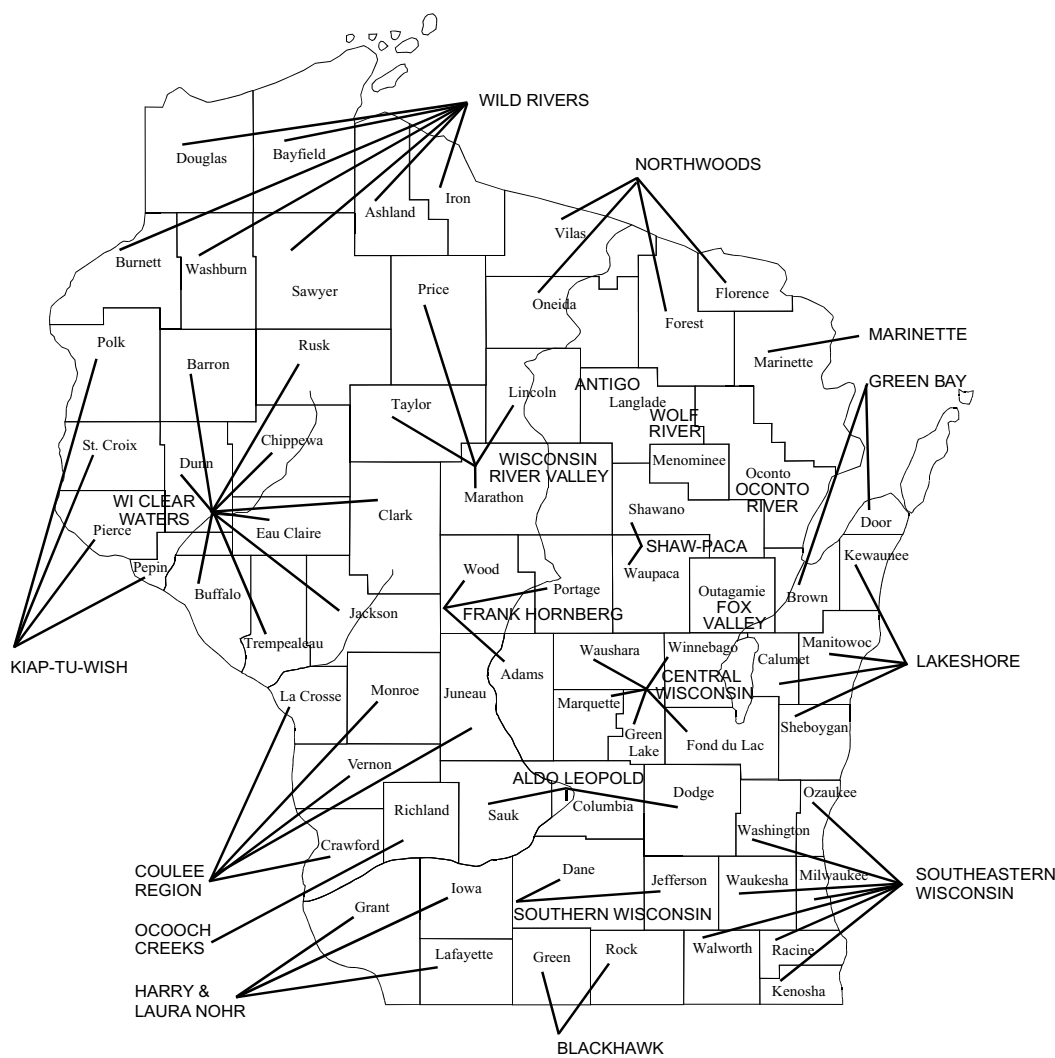 WILD RIVERS
Douglas
Bayfield
NORTHWOODS
Iron
Ashland
Vilas
Burnett
Washburn
Sawyer
Price
Florence
Oneida
Forest
MARINETTE
Polk
Rusk
Marinette
Barron
GREEN BAY
ANTIGO
Lincoln
Langlade
Taylor
WOLF
RIVER
St. Croix
Chippewa
WISCONSIN
RIVER VALLEY
Menominee
Dunn
Oconto
OCONTO
RIVER
Marathon
WI CLEAR
WATERS
Shawano
Clark
Door
Pierce
Eau Claire
SHAW-PACA
Kewaunee
Pepin
Wood
Waupaca
Buffalo
Portage
Outagamie
FOX
VALLEY
Brown
Jackson
FRANK HORNBERG
Trempealeau
KIAP-TU-WISH
Waushara
Winnebago
Manitowoc
Calumet
LAKESHORE
Adams
CENTRAL
WISCONSIN
La Crosse
Monroe
Juneau
Marquette
Sheboygan
Green
Lake
Fond du Lac
Vernon
ALDO LEOPOLD
Dodge
Ozaukee
Richland
Sauk
Columbia
Washington
Crawford
COULEE
REGION
Dane
Milwaukee
Jefferson
Waukesha
SOUTHEASTERN
WISCONSIN
Iowa
Grant
SOUTHERN WISCONSIN
OCOOCH
CREEKS
Lafayette
Green
Rock
Walworth
Racine
HARRY &
LAURA NOHR
Kenosha
BLACKHAWK